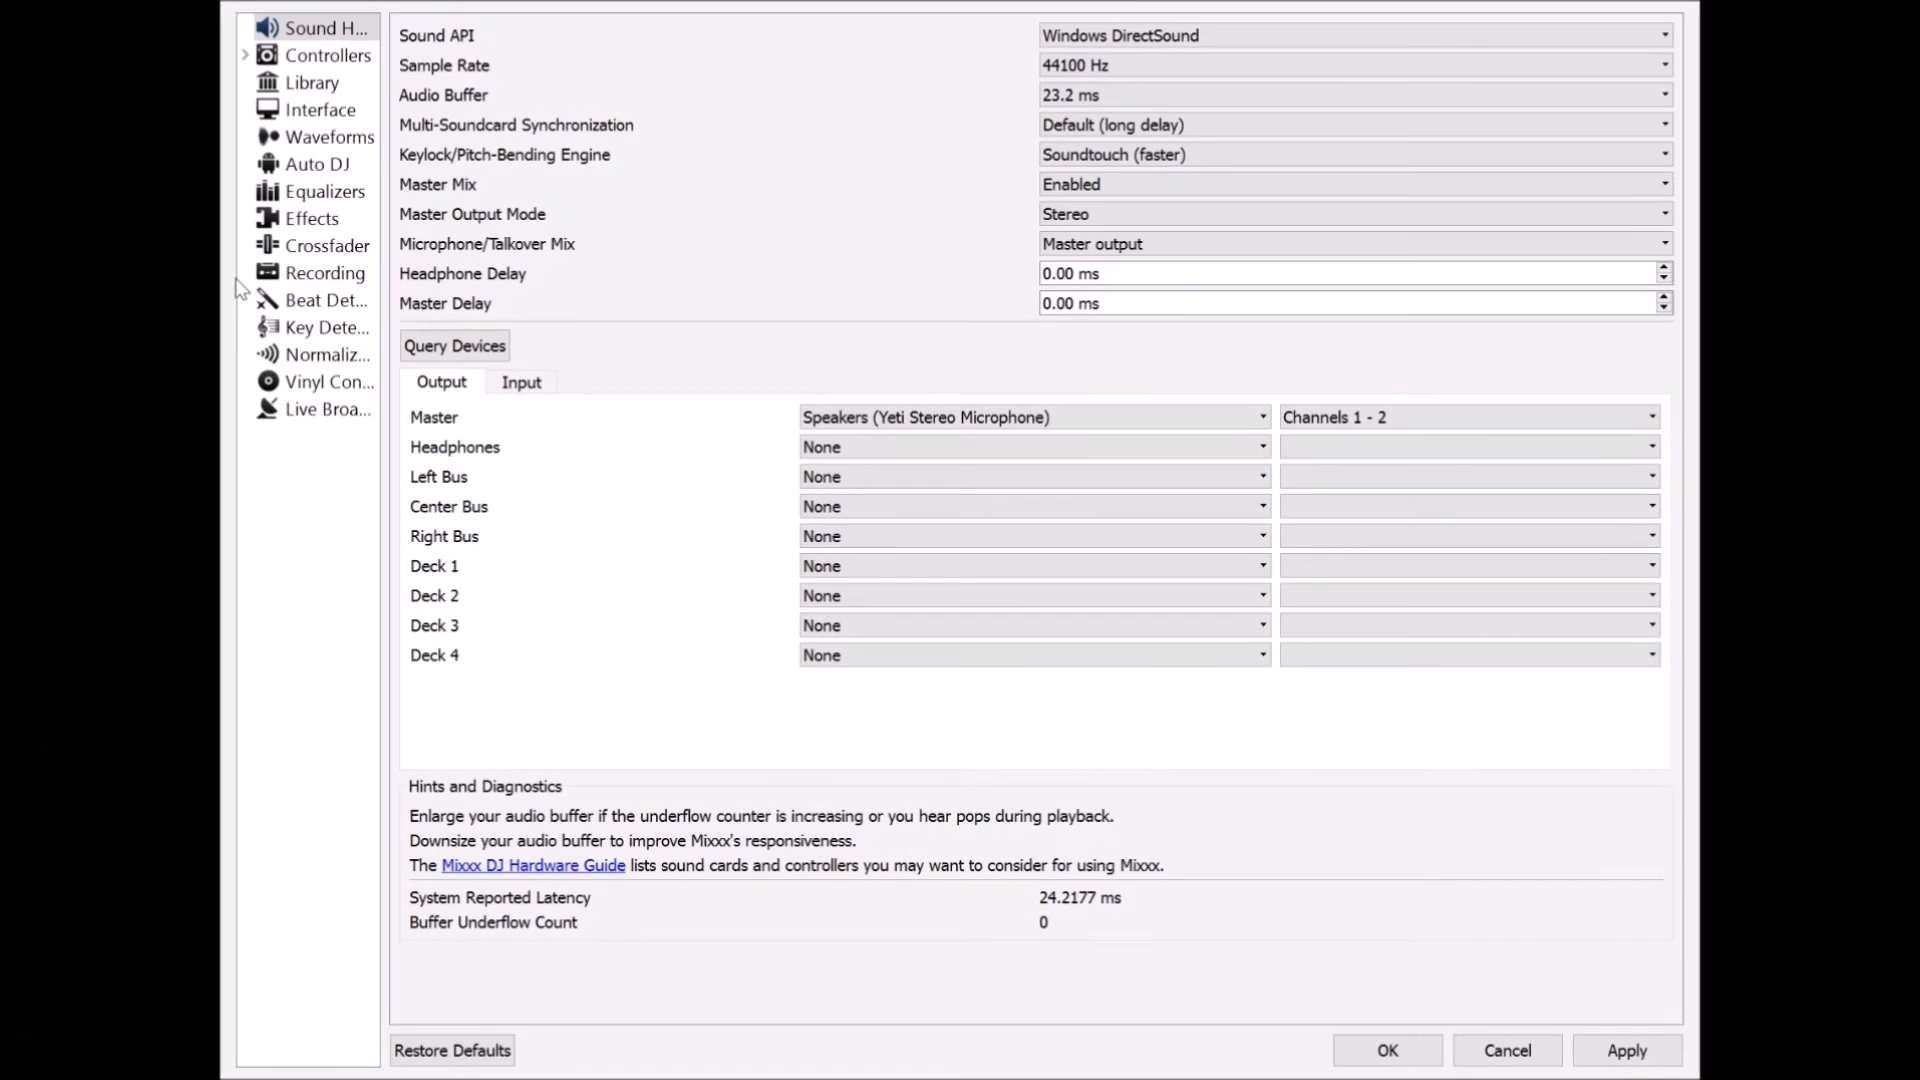 Sound H...
Controllers
Library
Interface
Waveforms
Auto DJ
Equalizers
Effects
Crossfader
Recording
Beat Det...
Key Dete...
Normaliz...
Vinyl Con...
Live Broa...
Sound API Windows DirectSound
Sample Rate 44100 Hz
Audio Buffer 23.2 ms
Multi-Soundcard Synchronization Default (long delay)
Keylock/Pitch-Bending Engine Soundtouch (faster)
Master Mix Enabled
Master Output Mode Stereo
Microphone/Talkover Mix Master output
Headphone Delay 0.00 ms
Master Delay 0.00 ms
Query Devices
Output Input
Master Speakers (Yeti Stereo Microphone) Channels 1 - 2
Headphones None
Left Bus None
Center Bus None
Right Bus None
Deck 1 None
Deck 2 None
Deck 3 None
Deck 4 None
Hints and Diagnostics
Enlarge your audio buffer if the underflow counter is increasing or you hear pops during playback.
Downsize your audio buffer to improve Mixxx's responsiveness.
The Mixxx DJ Hardware Guide lists sound cards and controllers you may want to consider for using Mixxx.
System Reported Latency 24.2177 ms
Buffer Underflow Count 0
Restore Defaults OK Cancel Apply